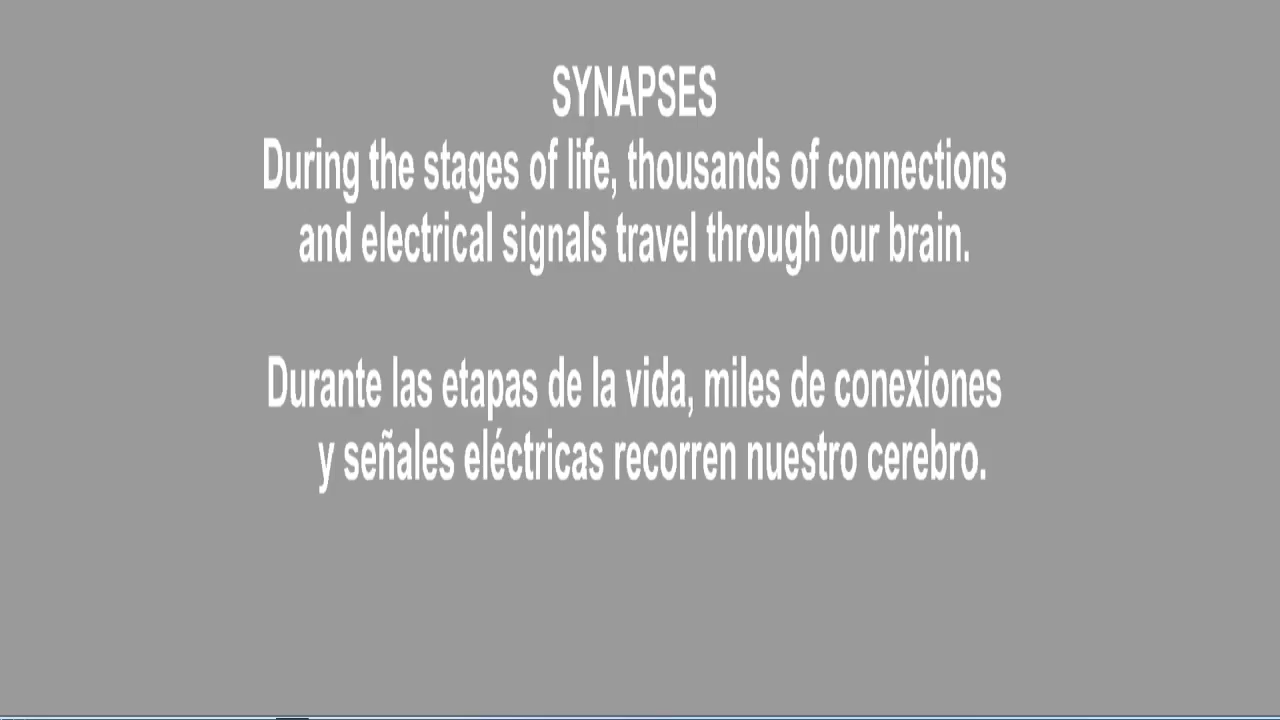 SYNAPSES
During the stages of life, thousands of connections
and electrical signals travel through our brain.
Durante las etapas de la vida, miles de conexiones
y señales eléctricas recorren nuestro cerebro.